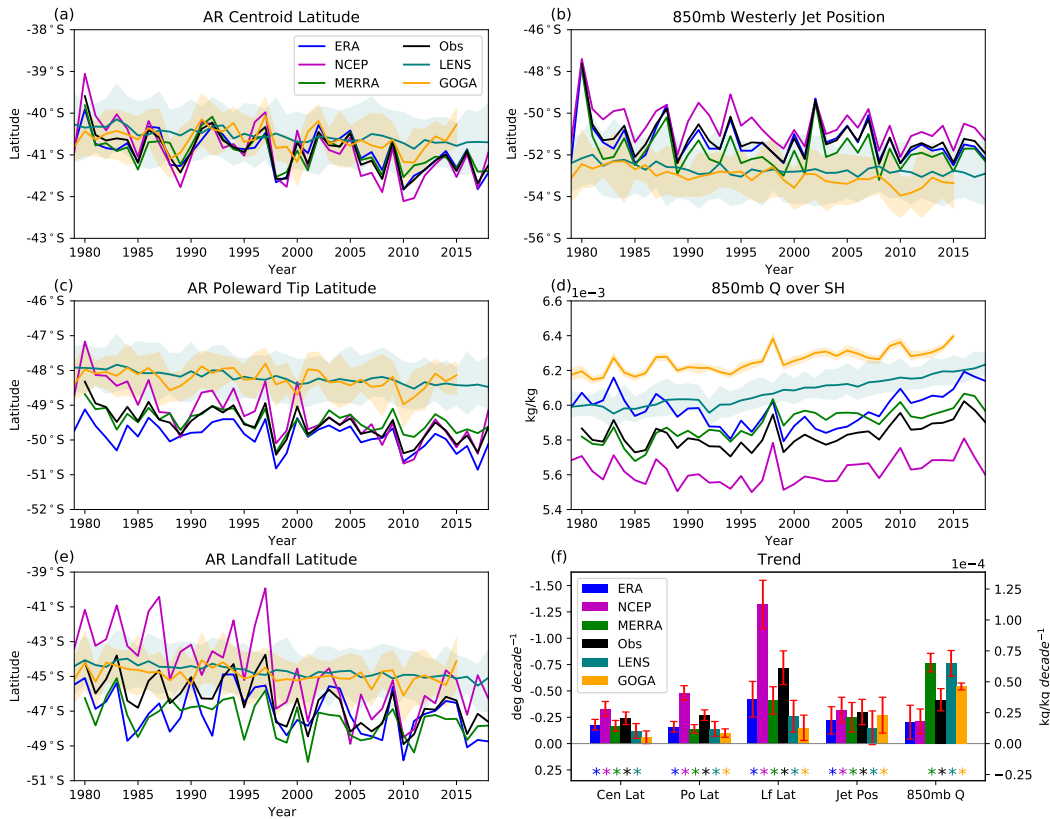 (a) AR Centroid Latitude
-38°S
-39°S
-40°S
-41°S
-42°S
-43°S
Latitude
ERA
NCEP
MERRA
Obs
LENS
GOGA
1980 1985 1990 1995 2000 2005 2010 2015
Year
(b) 850mb Westerly Jet Position
-46°S
-48°S
-50°S
-52°S
-54°S
-56°S
Latitude
1980 1985 1990 1995 2000 2005 2010 2015
Year
(c) AR Poleward Tip Latitude
-46°S
-47°S
-48°S
-49°S
-50°S
-51°S
-52°S
Latitude
1980 1985 1990 1995 2000 2005 2010 2015
Year
(d) 850mb Q over SH
1e−3
6.6
6.4
6.2
6.0
5.8
5.6
5.4
kg/kg
1980 1985 1990 1995 2000 2005 2010 2015
Year
(e) AR Landfall Latitude
-39°S
-41°S
-43°S
-45°S
-47°S
-49°S
-51°S
Latitude
1980 1985 1990 1995 2000 2005 2010 2015
Year
(f) Trend
1e−4
-1.50
-1.25
-1.00
-0.75
-0.50
-0.25
0.00
0.25
deg decade⁻¹
ERA
NCEP
MERRA
Obs
LENS
GOGA
* * * * *
* * * * * *
* * * * * *
* * * * * *
* * * *
Cen Lat Po Lat Lf Lat Jet Pos 850mb Q
1.25
1.00
0.75
0.50
0.25
0.00
−0.25
kg/kq decade⁻¹